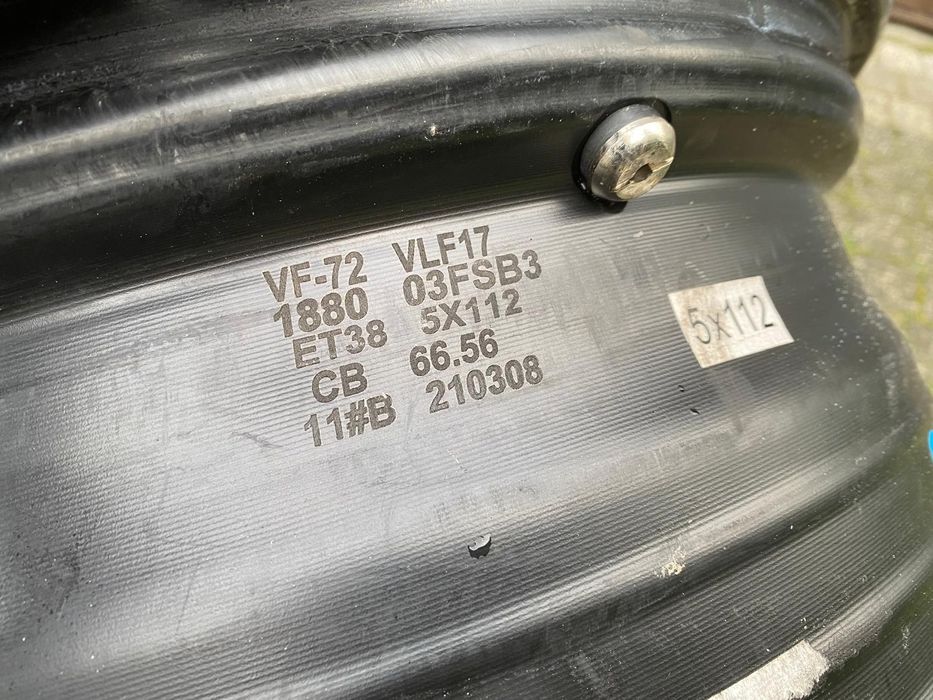 VF-72 VLF17
1880 03FSB3
ET38 5X112
CB 66.56
11#B 210308
5x112